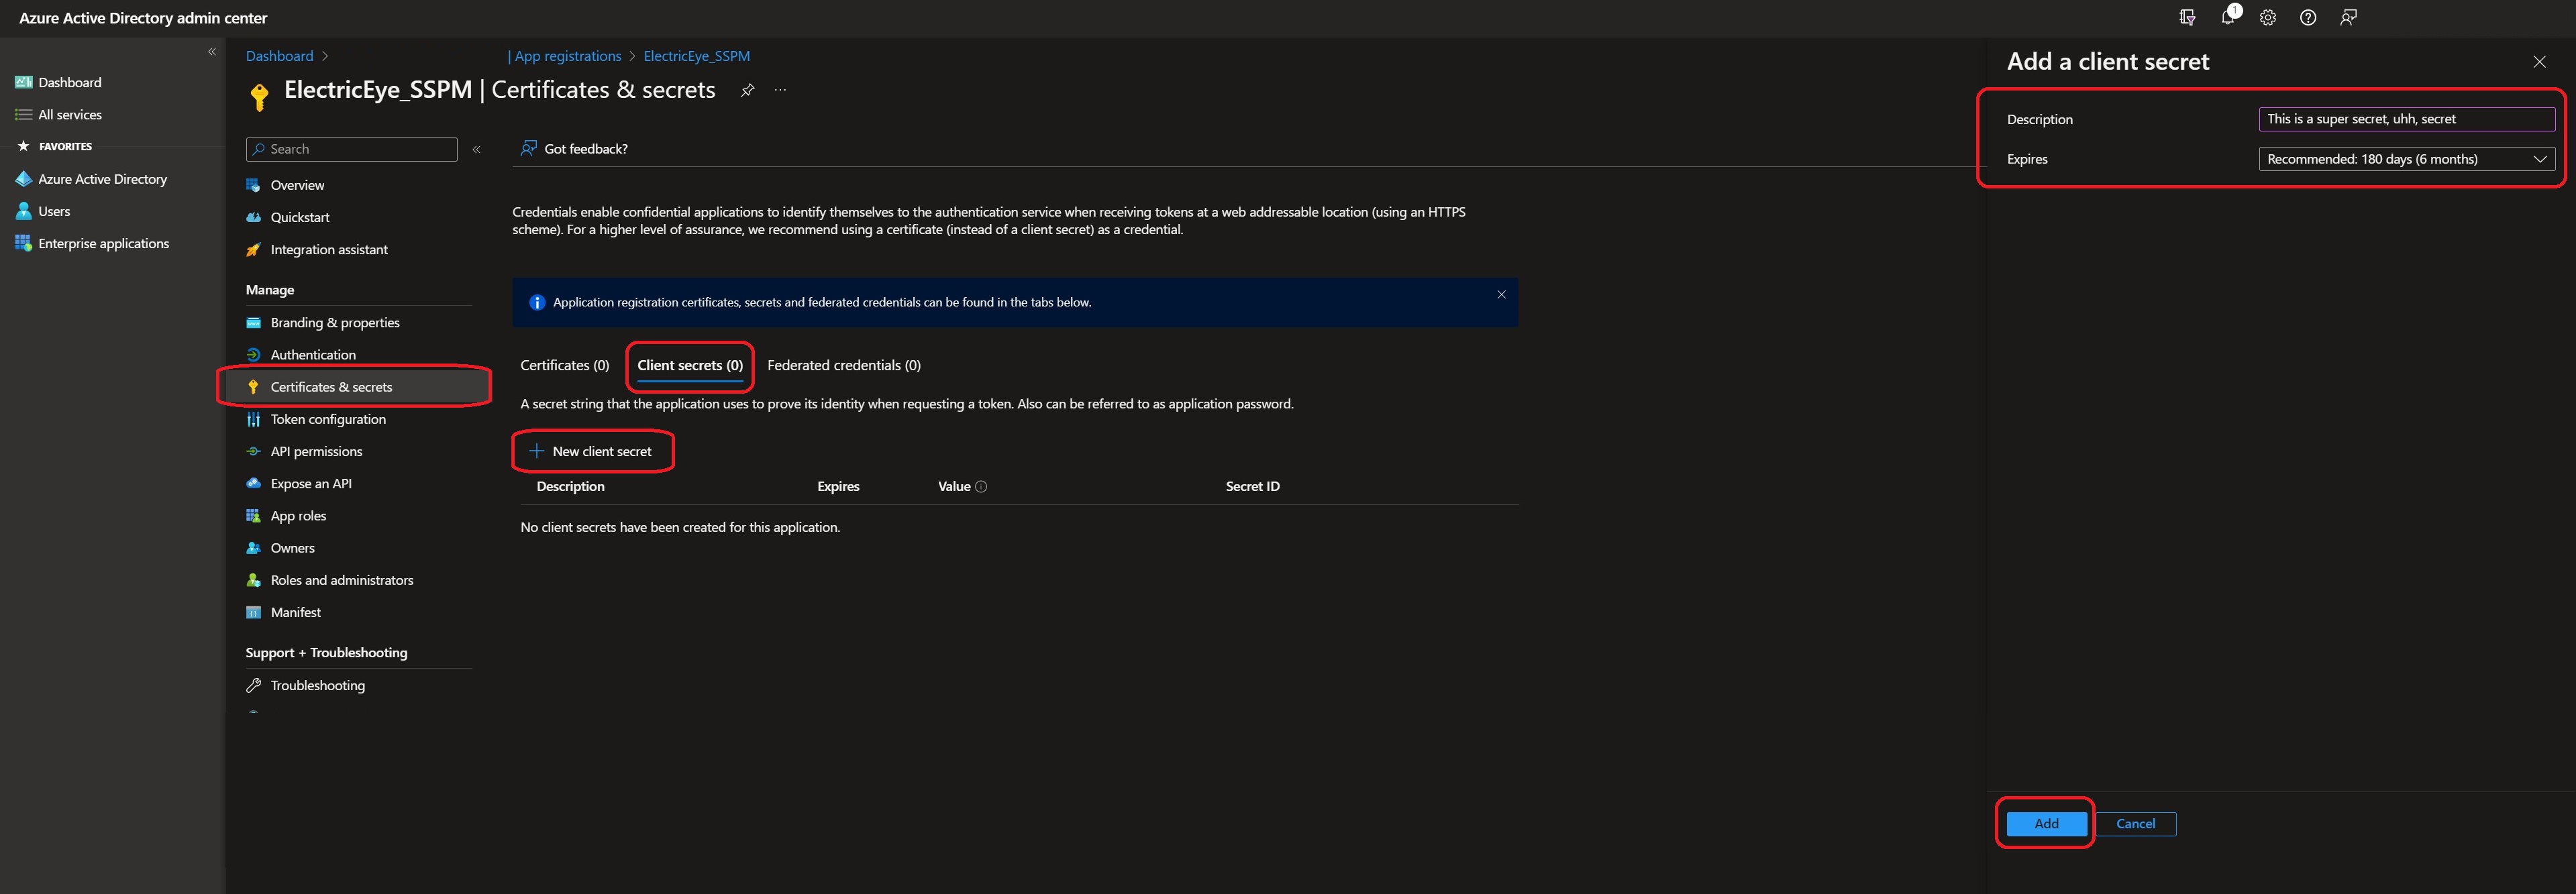 Azure Active Directory admin center
1
Dashboard
All services
FAVORITES
Azure Active Directory
Users
Enterprise applications
Dashboard > | App registrations > ElectricEye_SSPM
ElectricEye_SSPM | Certificates & secrets
Search
Overview
Quickstart
Integration assistant
Manage
Branding & properties
Authentication
Certificates & secrets
Token configuration
API permissions
Expose an API
App roles
Owners
Roles and administrators
Manifest
Support + Troubleshooting
Troubleshooting
Got feedback?
Credentials enable confidential applications to identify themselves to the authentication service when receiving tokens at a web addressable location (using an HTTPS
scheme). For a higher level of assurance, we recommend using a certificate (instead of a client secret) as a credential.
Application registration certificates, secrets and federated credentials can be found in the tabs below.
Certificates (0) Client secrets (0) Federated credentials (0)
A secret string that the application uses to prove its identity when requesting a token. Also can be referred to as application password.
New client secret
Description Expires Value Secret ID
No client secrets have been created for this application.
Add a client secret
Description This is a super secret, uhh, secret
Expires Recommended: 180 days (6 months)
Add Cancel